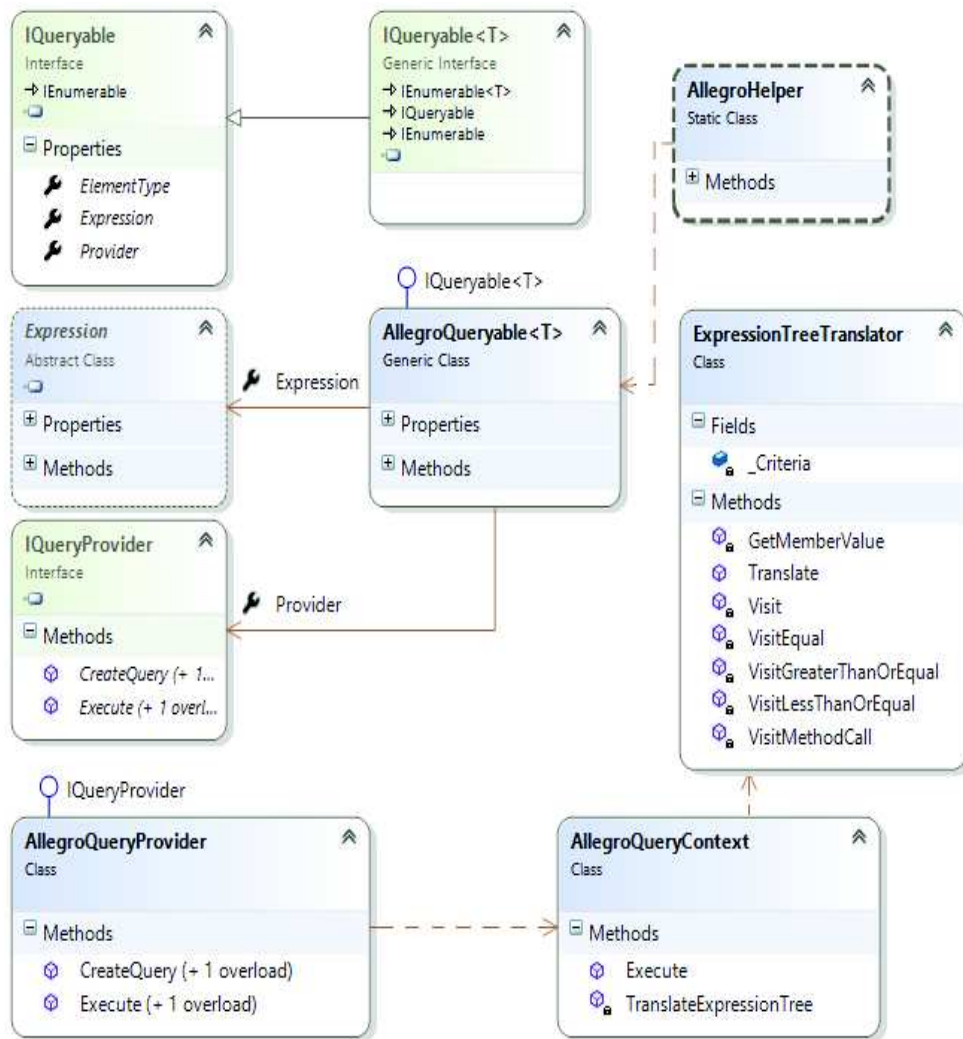 IQueryable
Interface
IEnumerable
Properties
ElementType
Expression
Provider
IQueryable<T>
Generic Interface
IEnumerable<T>
IQueryable
IEnumerable
AllegroHelper
Static Class
Methods
IQueryable<T>
Expression
Abstract Class
Properties
Methods
Expression
AllegroQueryable<T>
Generic Class
Properties
Methods
ExpressionTreeTranslator
Class
Fields
_Criteria
Methods
GetMemberValue
Translate
Visit
VisitEqual
VisitGreaterThanOrEqual
VisitLessThanOrEqual
VisitMethodCall
IQueryProvider
Interface
Methods
CreateQuery (+ 1...
Execute (+ 1 overl...
Provider
IQueryProvider
AllegroQueryProvider
Class
Methods
CreateQuery (+ 1 overload)
Execute (+ 1 overload)
AllegroQueryContext
Class
Methods
Execute
TranslateExpressionTree